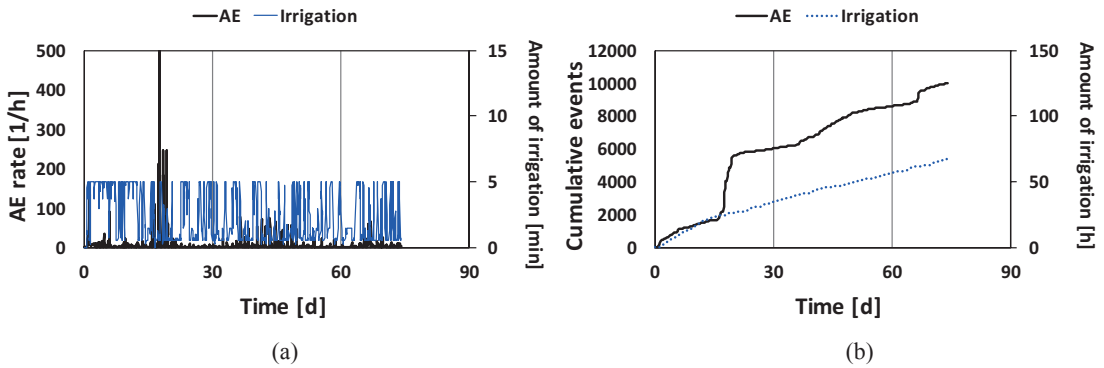 AE Irrigation
500
400
300
200
100
0
AE rate [1/h]
15
10
5
0
Amount of irrigation [min]
0 30 60 90
Time [d]
(a)
AE Irrigation
12000
10000
8000
6000
4000
2000
0
Cumulative events
150
100
50
0
Amount of irrigation [h]
0 30 60 90
Time [d]
(b)